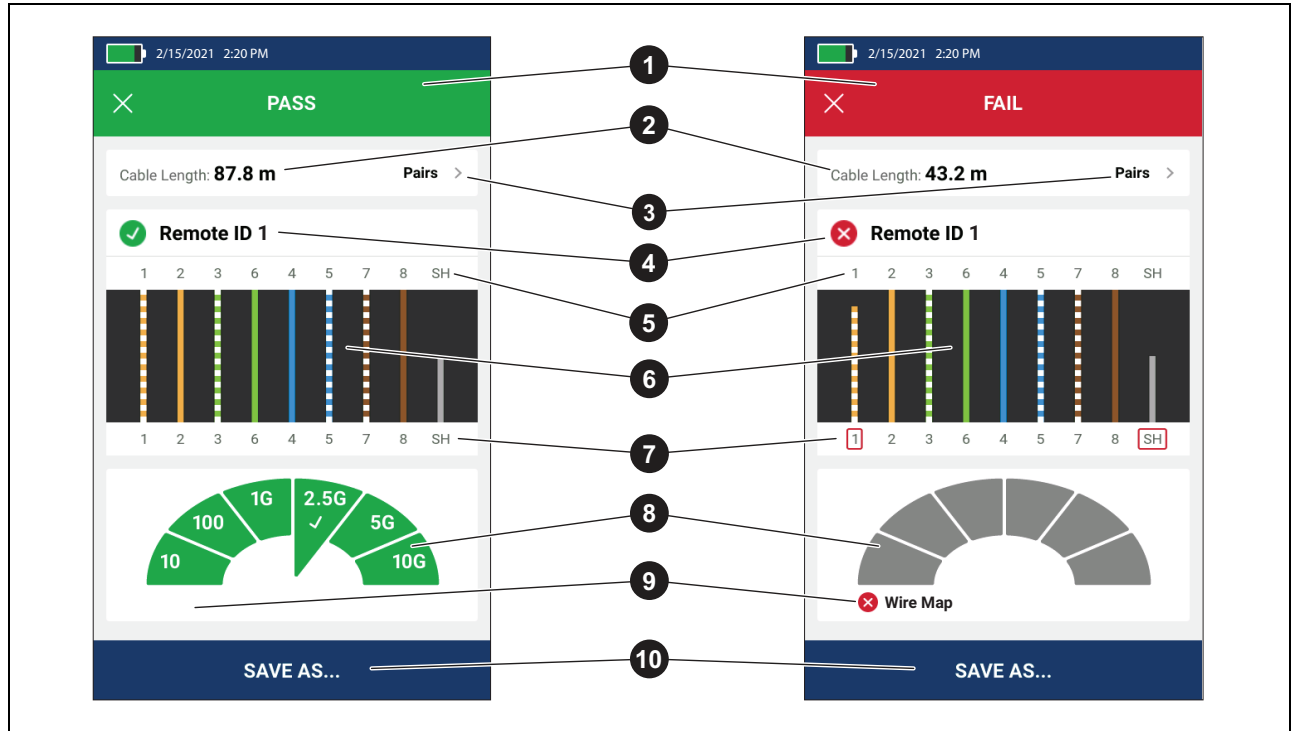 2/15/2021 2:20 PM
PASS
Cable Length: 87.8 m Pairs >
Remote ID 1
1 2 3 6 4 5 7 8 SH
1 2 3 6 4 5 7 8 SH
10 100 1G 2.5G 5G 10G
SAVE AS...
1
2
3
4
5
6
7
8
9
10
2/15/2021 2:20 PM
FAIL
Cable Length: 43.2 m Pairs >
Remote ID 1
1 2 3 6 4 5 7 8 SH
1 2 3 6 4 5 7 8 SH
Wire Map
SAVE AS...